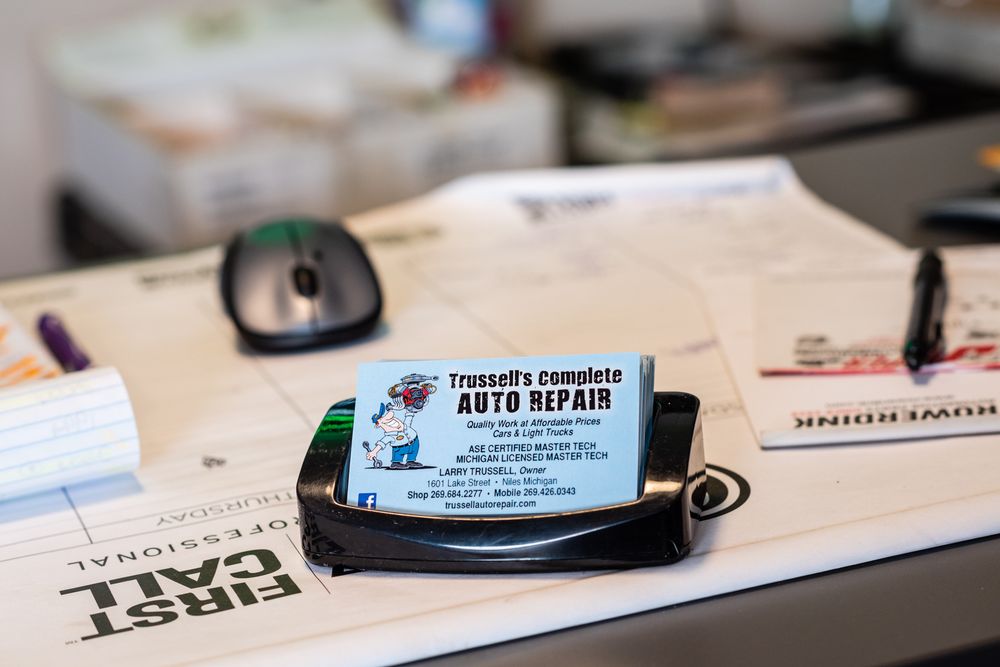 Trussell's Complete
AUTO REPAIR
Quality Work at Affordable Prices
Cars & Light Trucks
ASE CERTIFIED MASTER TECH
MICHIGAN LICENSED MASTER TECH
LARRY TRUSSELL, Owner
1601 Lake Street • Niles Michigan
Shop 269.684.2277 • Mobile 269.426.0343
trussellautorepair.com
f
KOWERDINK
THURSDAY
PROFESSIONAL
FIRST
CALL